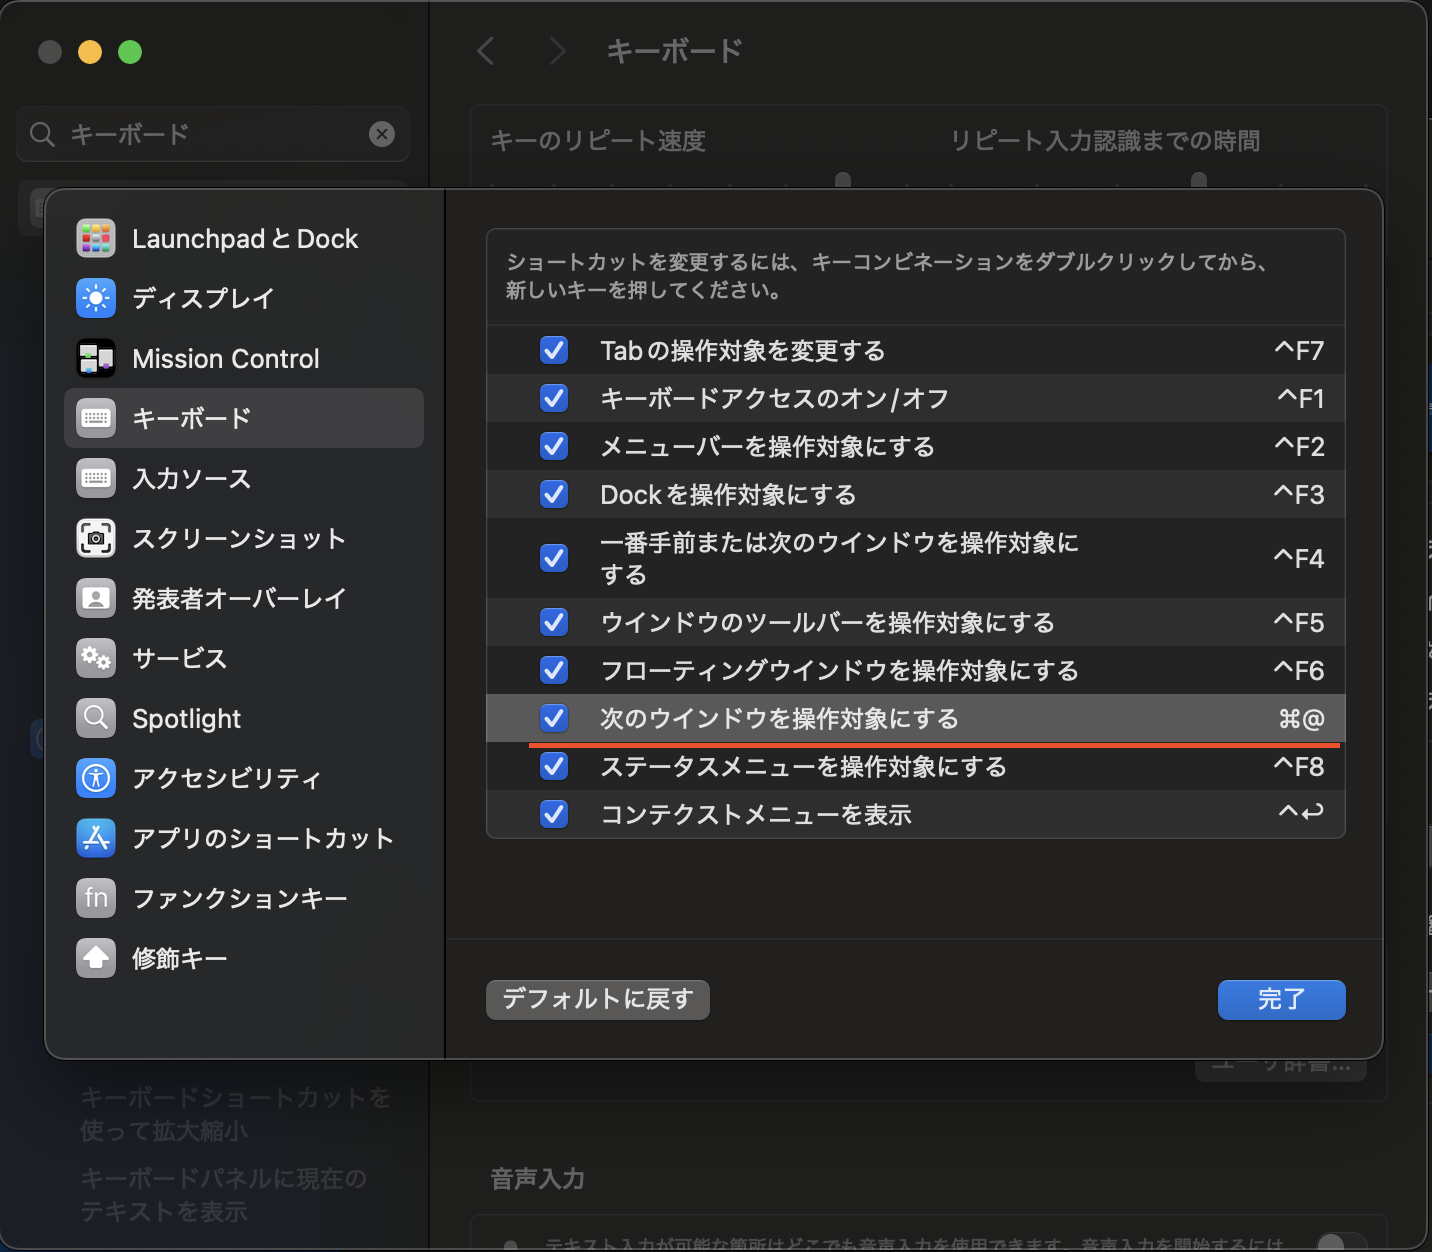 キーボード
キーボード
キーのリピート速度
リピート入力認識までの時間
LaunchpadとDock
ディスプレイ
Mission Control
キーボード
入力ソース
スクリーンショット
発表者オーバーレイ
サービス
Spotlight
アクセシビリティ
アプリのショートカット
fn ファンクションキー
修飾キー
ショートカットを変更するには、キーコンビネーションをダブルクリックしてから、
新しいキーを押してください。
Tabの操作対象を変更する ^F7
キーボードアクセスのオン/オフ ^F1
メニューバーを操作対象にする ^F2
Dockを操作対象にする ^F3
一番手前または次のウインドウを操作対象に
する ^F4
ウインドウのツールバーを操作対象にする ^F5
フローティングウインドウを操作対象にする ^F6
次のウインドウを操作対象にする ⌘@
ステータスメニューを操作対象にする ^F8
コンテクストメニューを表示 ^↩
デフォルトに戻す
完了
ユーザ辞書...
キーボードショートカットを
使って拡大縮小
キーボードパネルに現在の
テキストを表示
音声入力
テキスト入力が可能な箇所はどこでも音声入力を使用できます。音声入力を開始するには、